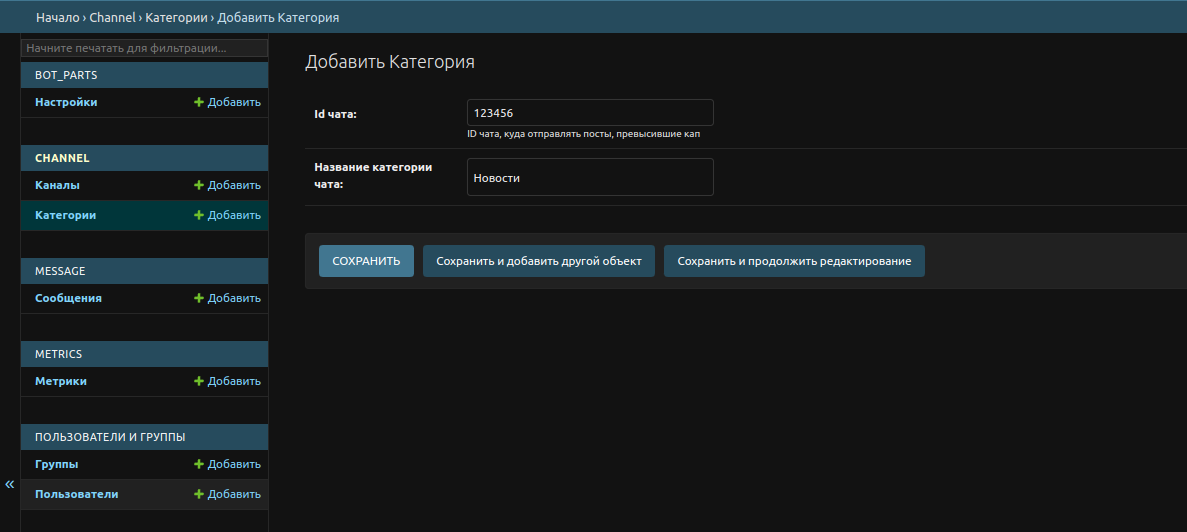 Начало › Channel › Категории › Добавить Категория
Начните печатать для фильтрации...
BOT_PARTS
Настройки + Добавить
CHANNEL
Каналы + Добавить
Категории + Добавить
MESSAGE
Сообщения + Добавить
METRICS
Метрики + Добавить
ПОЛЬЗОВАТЕЛИ И ГРУППЫ
Группы + Добавить
Пользователи + Добавить
«
Добавить Категория
Id чата: 123456
ID чата, куда отправлять посты, превысившие кап
Название категории
чата: Новости
СОХРАНИТЬ Сохранить и добавить другой объект Сохранить и продолжить редактирование